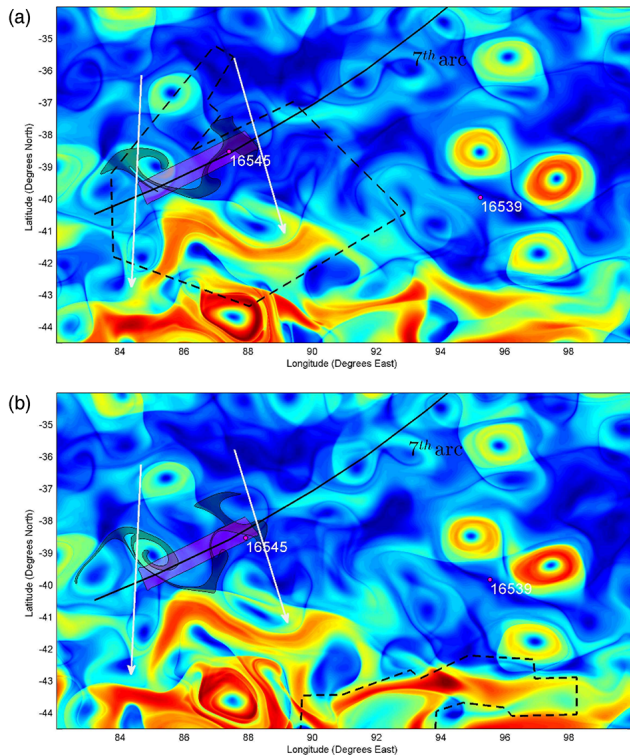 (a)
-35
-36
-37
-38
-39
-40
-41
-42
-43
-44
Latitude (Degrees North)
7th arc
16545
16539
84 86 88 90 92 94 96 98
Longitude (Degrees East)
(b)
-35
-36
-37
-38
-39
-40
-41
-42
-43
-44
Latitude (Degrees North)
7th arc
16545
16539
84 86 88 90 92 94 96 98
Longitude (Degrees East)